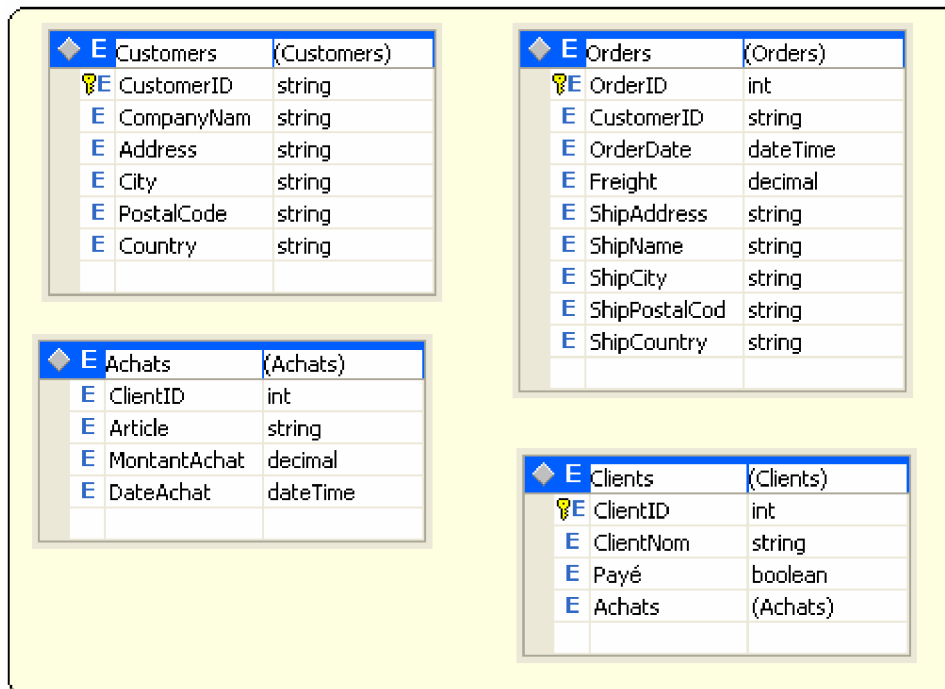 E Customers (Customers)
E CustomerID string
E CompanyNam string
E Address string
E City string
E PostalCode string
E Country string
E Orders (Orders)
E OrderID int
E CustomerID string
E OrderDate dateTime
E Freight decimal
E ShipAddress string
E ShipName string
E ShipCity string
E ShipPostalCod string
E ShipCountry string
E Achats (Achats)
E ClientID int
E Article string
E MontantAchat decimal
E DateAchat dateTime
E Clients (Clients)
E ClientID int
E ClientNom string
E Payé boolean
E Achats (Achats)